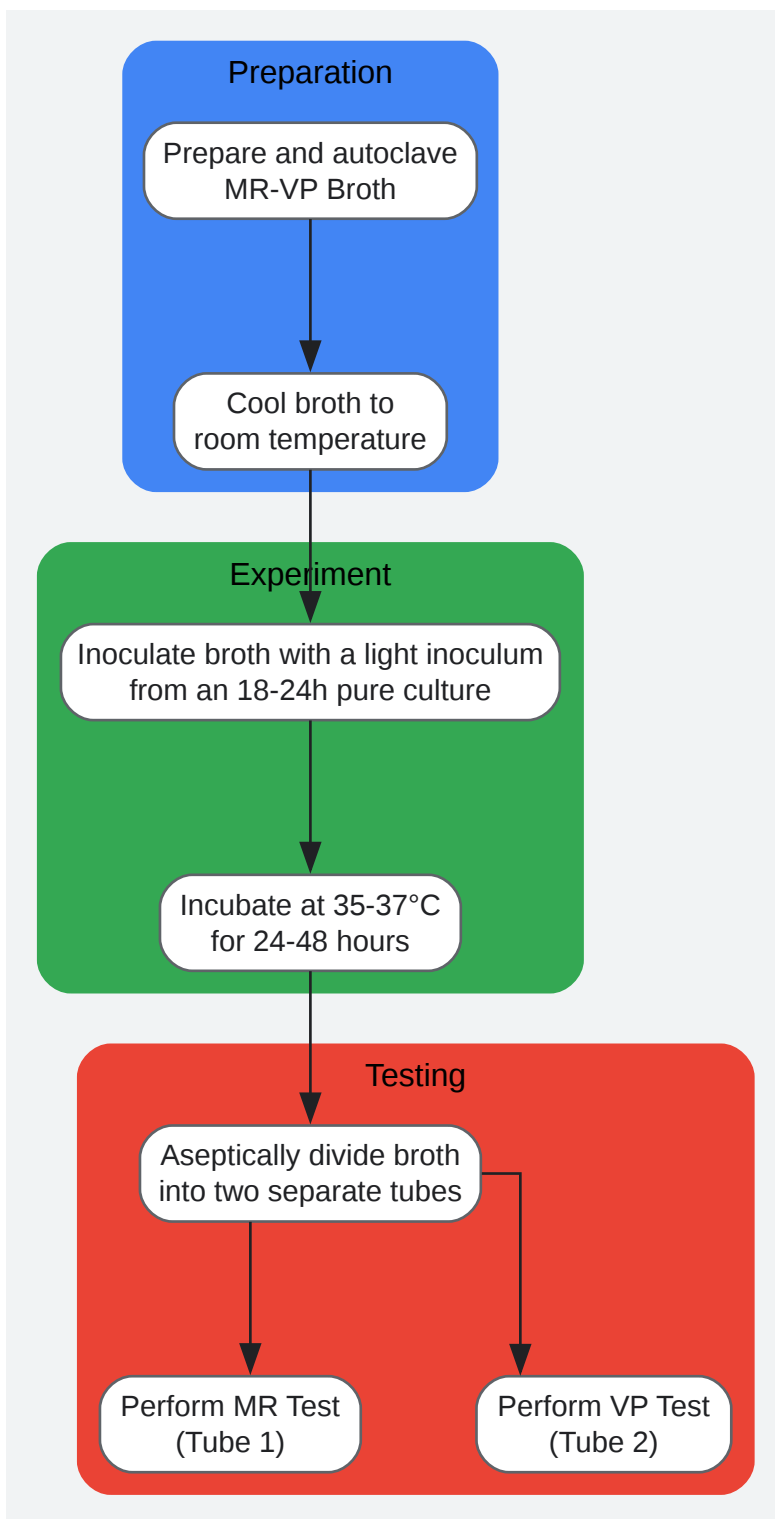 Preparation
Prepare and autoclave
MR-VP Broth
Cool broth to
room temperature
Experiment
Inoculate broth with a light inoculum
from an 18-24h pure culture
Incubate at 35-37°C
for 24-48 hours
Testing
Aseptically divide broth
into two separate tubes
Perform MR Test
(Tube 1)
Perform VP Test
(Tube 2)